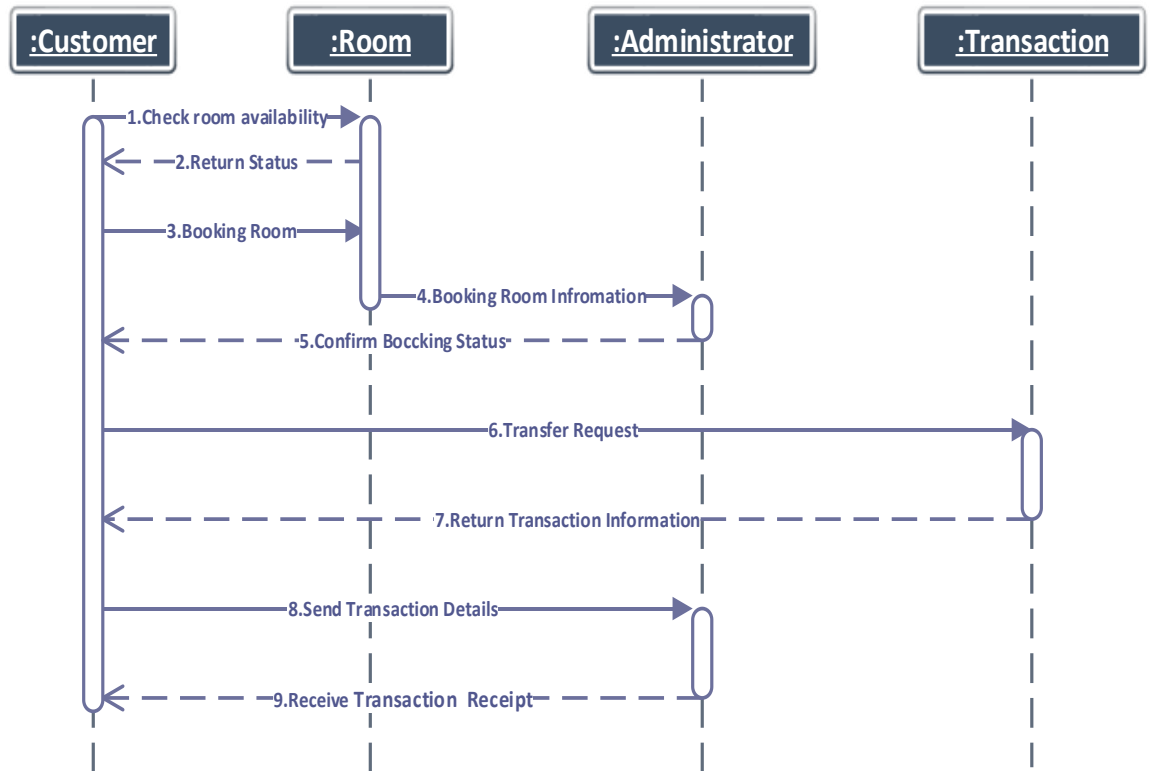 :Customer
:Room
:Administrator
:Transaction
1.Check room availability
2.Return Status
3.Booking Room
4.Booking Room Infromation
5.Confirm Boccking Status
6.Transfer Request
7.Return Transaction Information
8.Send Transaction Details
9.Receive Transaction Receipt